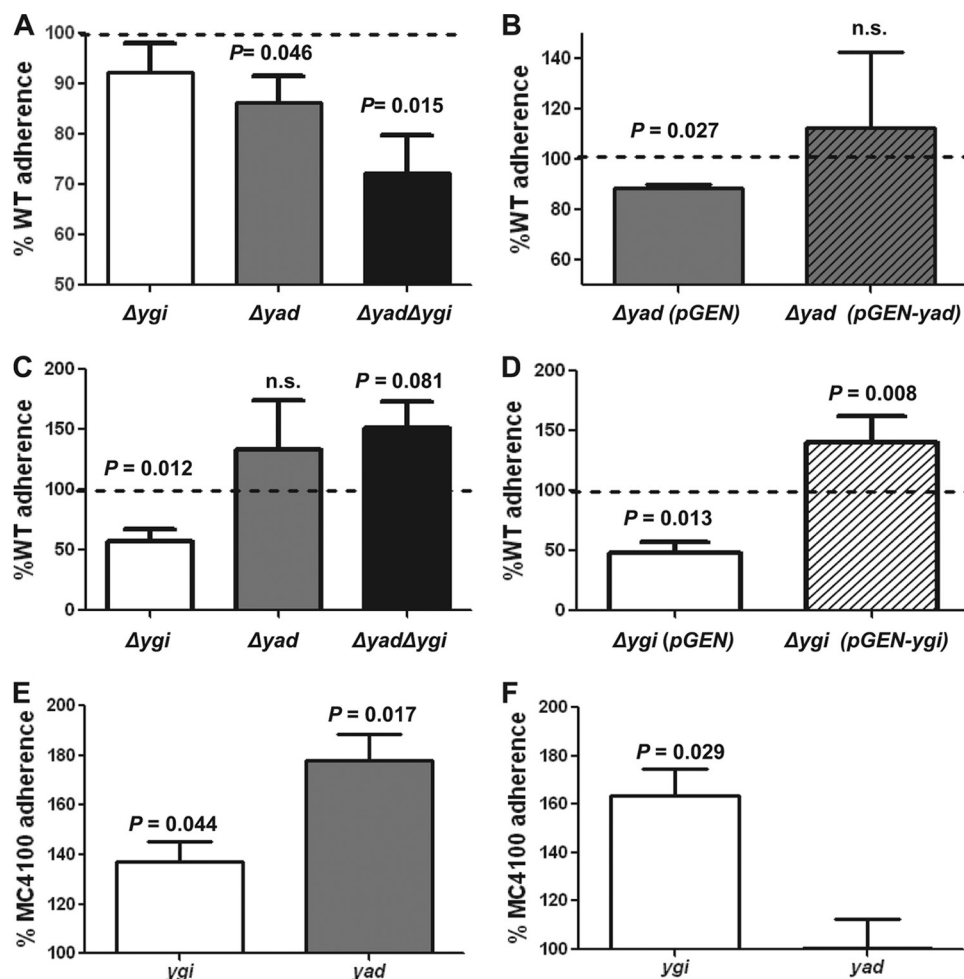 A
% WT adherence
100
90
80
70
60
50
P= 0.046
P= 0.015
Δygi
Δyad
ΔyadΔygi
B
%WT adherence
140
120
100
80
60
n.s.
P = 0.027
Δyad (pGEN)
Δyad (pGEN-yad)
C
%WT adherence
200
150
100
50
0
n.s.
P = 0.081
P = 0.012
Δygi
Δyad
ΔyadΔygi
D
%WT adherence
200
150
100
50
0
P = 0.008
P = 0.013
Δygi (pGEN)
Δygi (pGEN-ygi)
E
% MC4100 adherence
200
180
160
140
120
100
P = 0.017
P = 0.044
ygi
yad
F
% MC4100 adherence
200
180
160
140
120
100
P = 0.029
ygi
yad